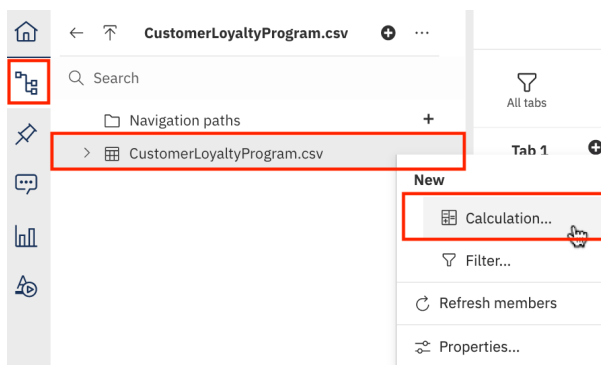 CustomerLoyaltyProgram.csv
Search
All tabs
Navigation paths
CustomerLoyaltyProgram.csv
Tab 1
New
Calculation...
Filter...
Refresh members
Properties...